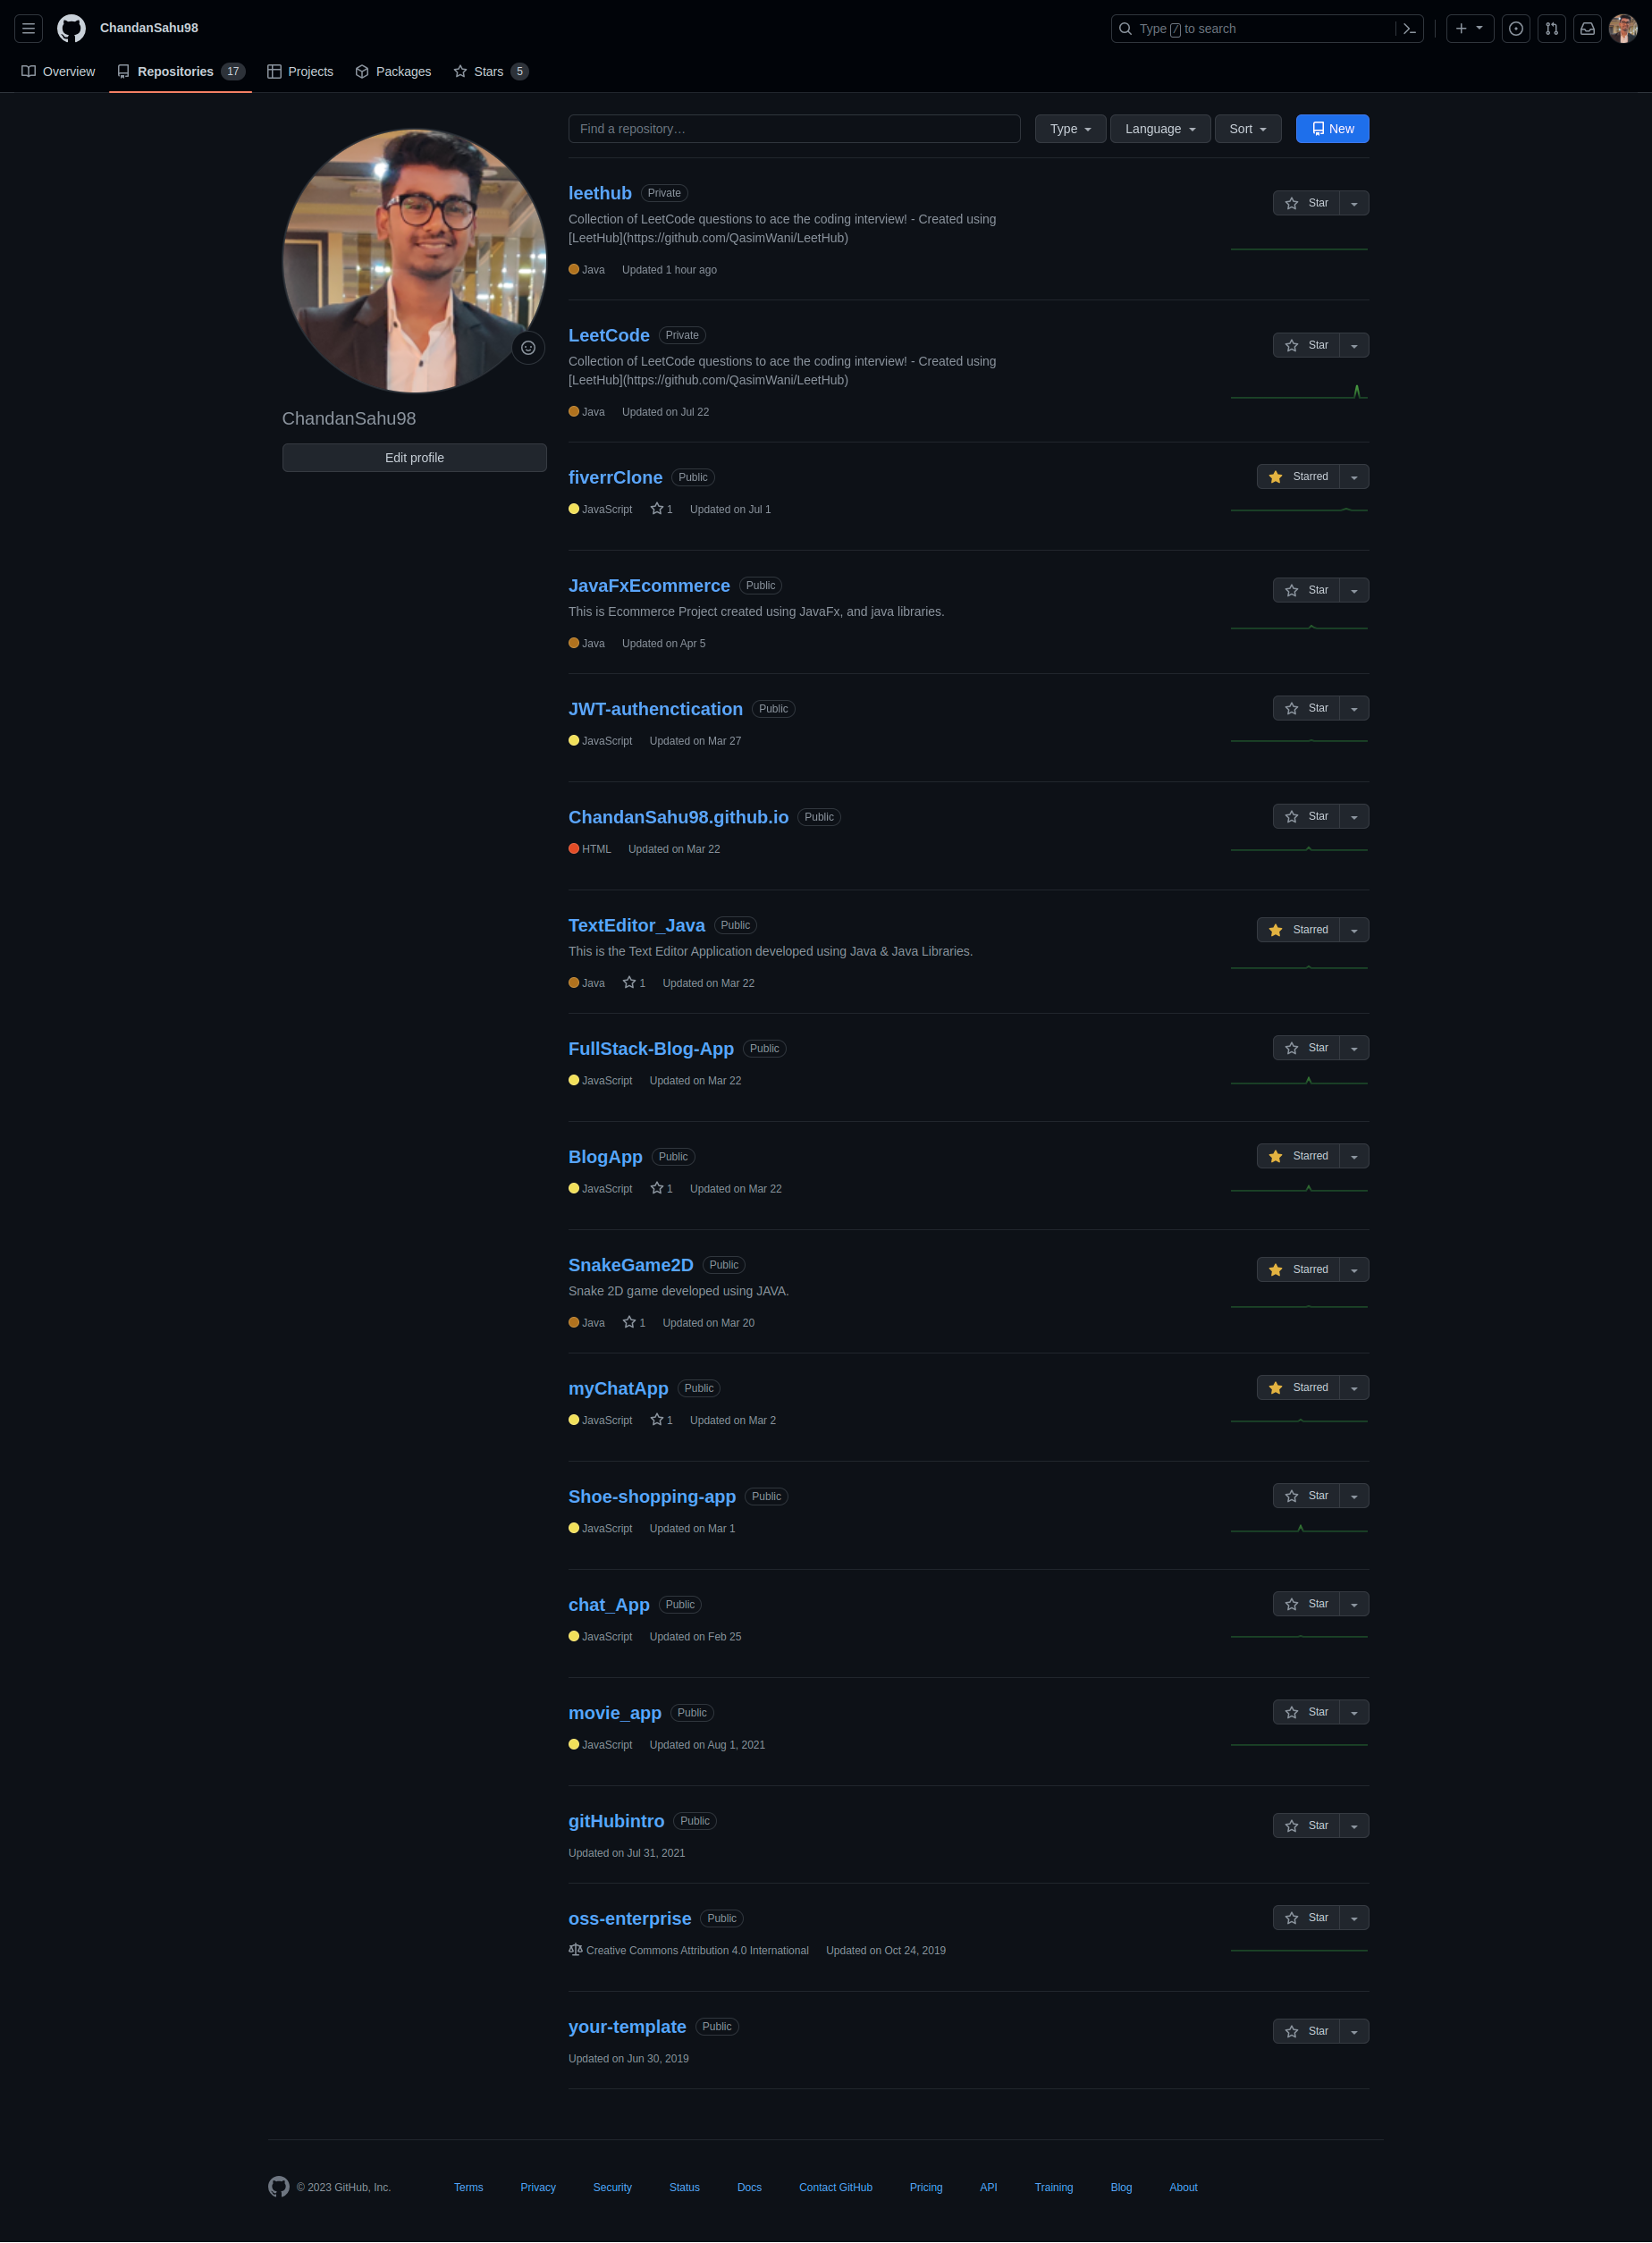 ChandanSahu98
Type / to search
Overview Repositories 17 Projects Packages Stars 5
Find a repository… Type Language Sort New
ChandanSahu98
Edit profile
leethub Private
Star
Collection of LeetCode questions to ace the coding interview! - Created using
[LeetHub](https://github.com/QasimWani/LeetHub)
Java Updated 1 hour ago
LeetCode Private
Star
Collection of LeetCode questions to ace the coding interview! - Created using
[LeetHub](https://github.com/QasimWani/LeetHub)
Java Updated on Jul 22
fiverrClone Public
Starred
JavaScript 1 Updated on Jul 1
JavaFxEcommerce Public
Star
This is Ecommerce Project created using JavaFx, and java libraries.
Java Updated on Apr 5
JWT-authenctication Public
Star
JavaScript Updated on Mar 27
ChandanSahu98.github.io Public
Star
HTML Updated on Mar 22
TextEditor_Java Public
Starred
This is the Text Editor Application developed using Java & Java Libraries.
Java 1 Updated on Mar 22
FullStack-Blog-App Public
Star
JavaScript Updated on Mar 22
BlogApp Public
Starred
JavaScript 1 Updated on Mar 22
SnakeGame2D Public
Starred
Snake 2D game developed using JAVA.
Java 1 Updated on Mar 20
myChatApp Public
Starred
JavaScript 1 Updated on Mar 2
Shoe-shopping-app Public
Star
JavaScript Updated on Mar 1
chat_App Public
Star
JavaScript Updated on Feb 25
movie_app Public
Star
JavaScript Updated on Aug 1, 2021
gitHubintro Public
Star
Updated on Jul 31, 2021
oss-enterprise Public
Star
Creative Commons Attribution 4.0 International Updated on Oct 24, 2019
your-template Public
Star
Updated on Jun 30, 2019
© 2023 GitHub, Inc. Terms Privacy Security Status Docs Contact GitHub Pricing API Training Blog About